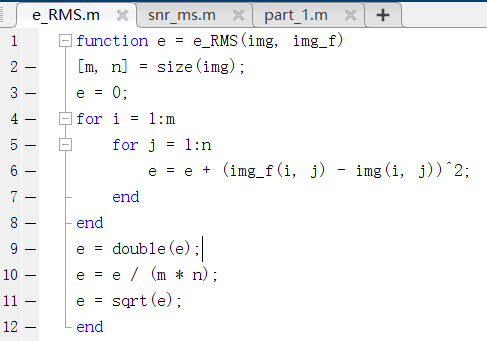 e_RMS.m snr_ms.m part_1.m +
1 function e = e_RMS(img, img_f)
2 — [m, n] = size(img);
3 — e = 0;
4 — for i = 1:m
5 — for j = 1:n
6 — e = e + (img_f(i, j) - img(i, j))^2;
7 — end
8 — end
9 — e = double(e);
10 — e = e / (m * n);
11 — e = sqrt(e);
12 — end